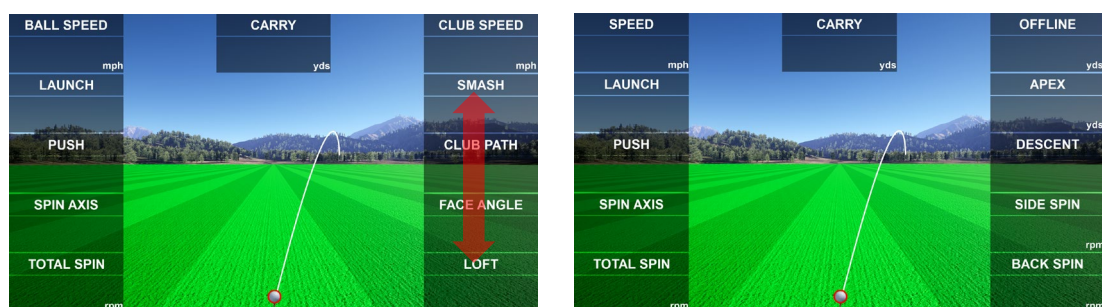 BALL SPEED
CARRY
CLUB SPEED
mph
yds
mph
LAUNCH
SMASH
PUSH
CLUB PATH
SPIN AXIS
FACE ANGLE
TOTAL SPIN
LOFT
rpm
SPEED
CARRY
OFFLINE
mph
yds
yds
LAUNCH
APEX
yds
PUSH
DESCENT
SPIN AXIS
SIDE SPIN
rpm
TOTAL SPIN
BACK SPIN
rpm
rpm